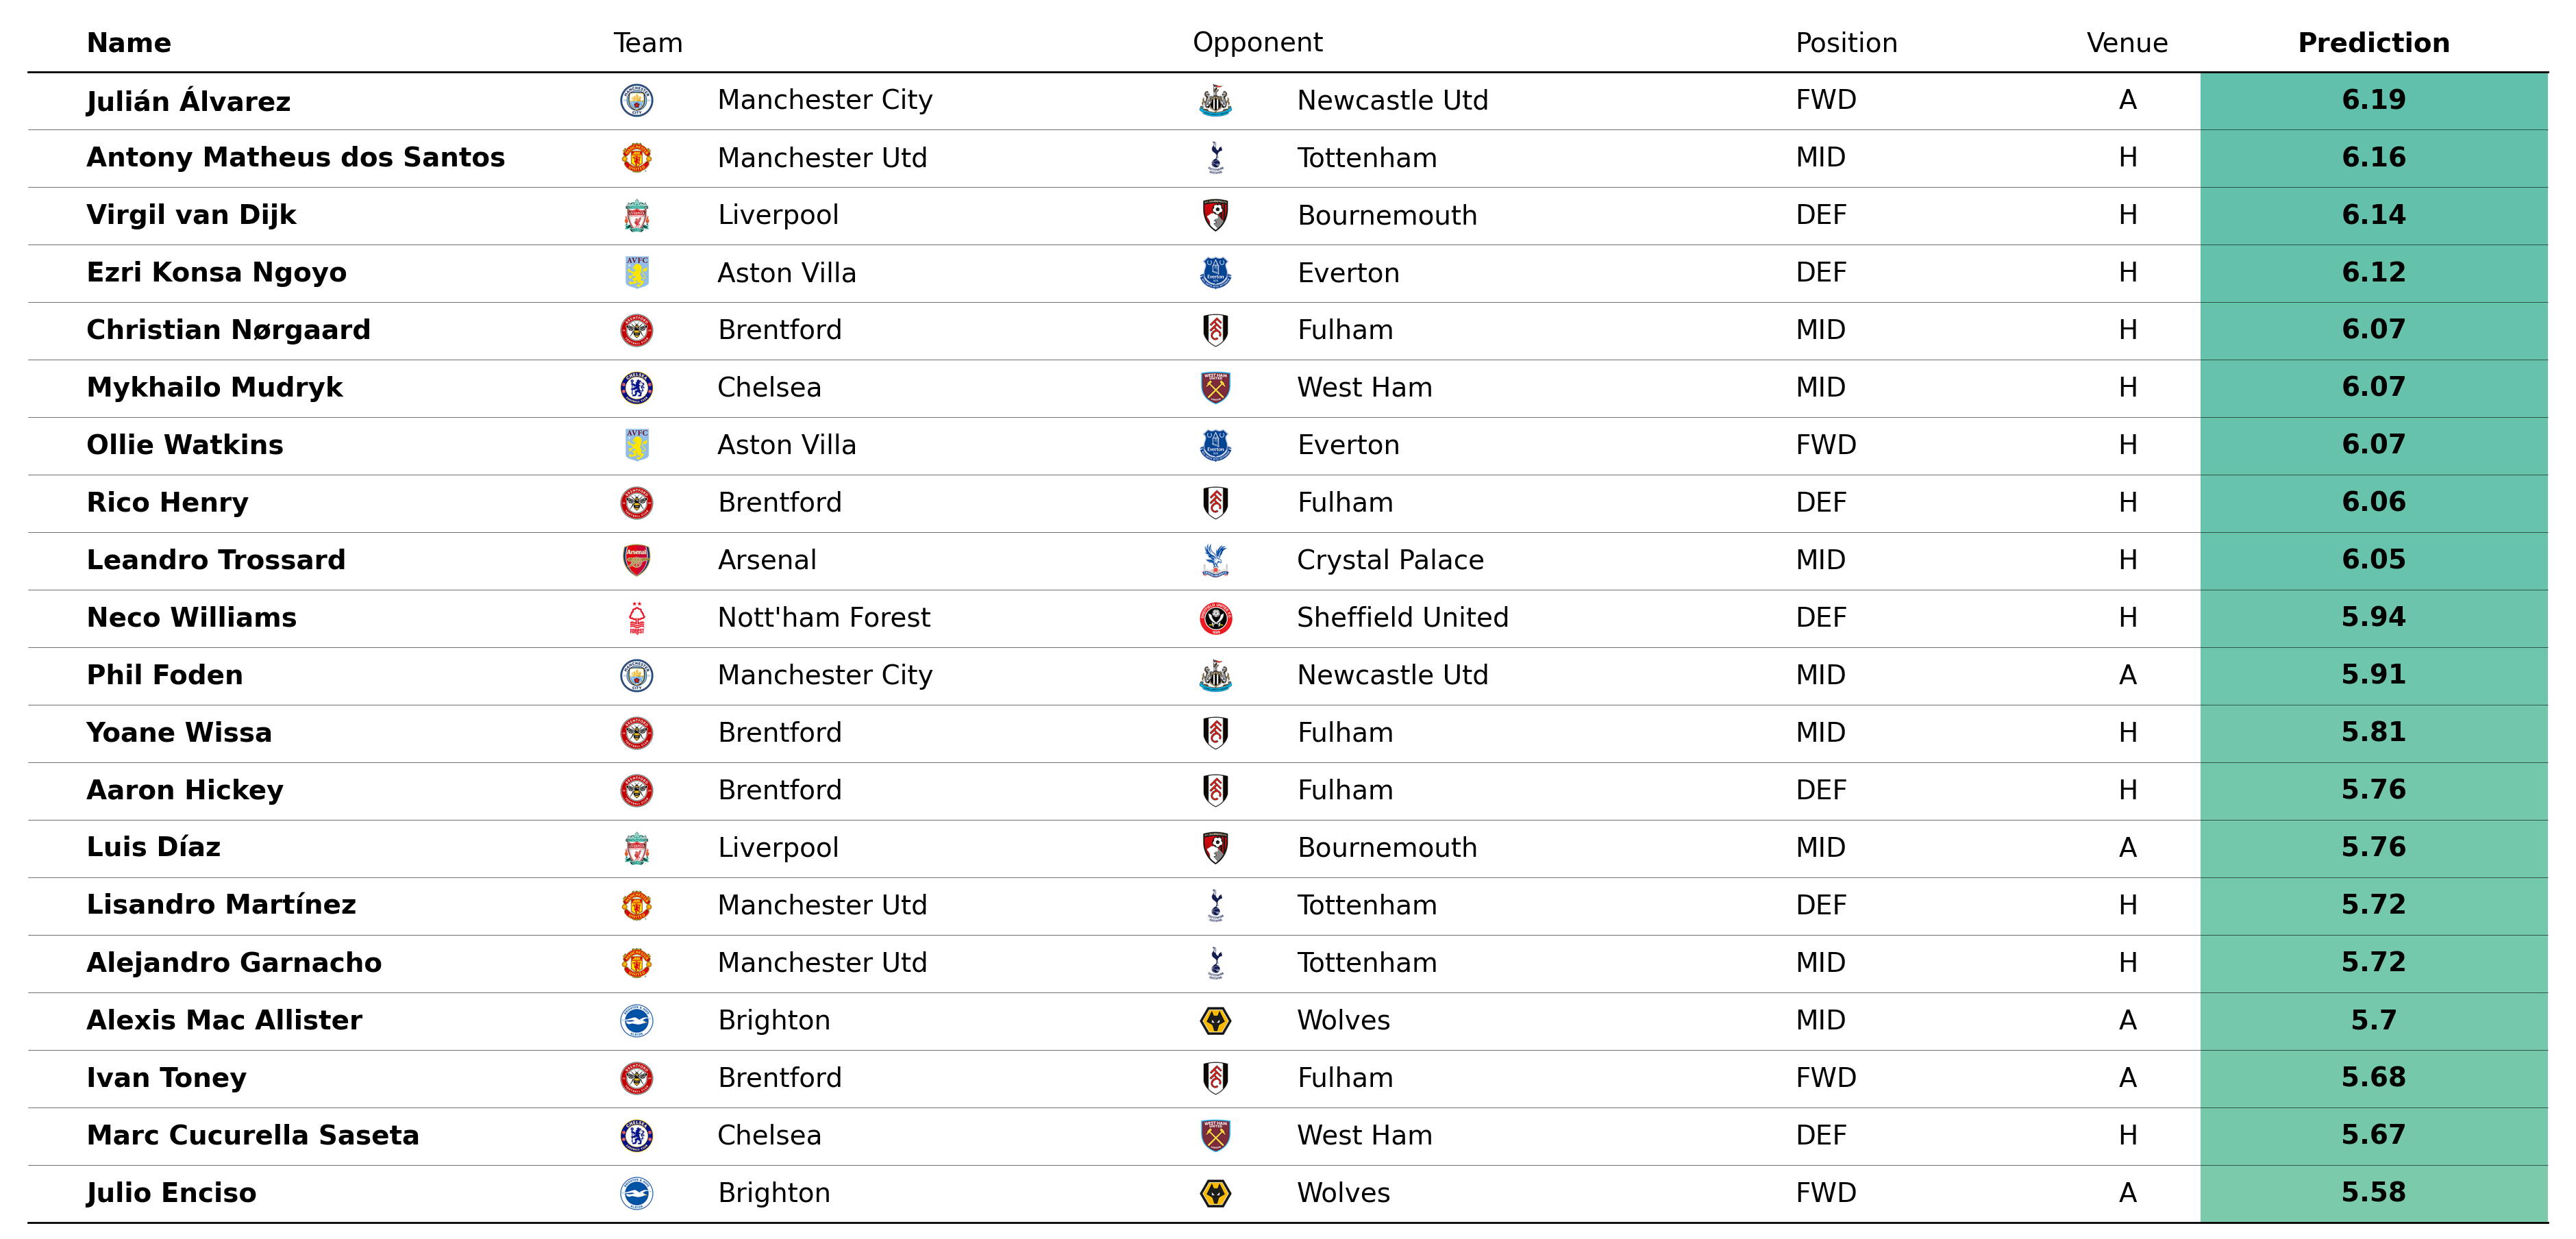 Name Team Opponent Position Venue Prediction
Julián Álvarez Manchester City Newcastle Utd FWD A 6.19
Antony Matheus dos Santos Manchester Utd Tottenham MID H 6.16
Virgil van Dijk Liverpool Bournemouth DEF H 6.14
Ezri Konsa Ngoyo Aston Villa Everton DEF H 6.12
Christian Nørgaard Brentford Fulham MID H 6.07
Mykhailo Mudryk Chelsea West Ham MID H 6.07
Ollie Watkins Aston Villa Everton FWD H 6.07
Rico Henry Brentford Fulham DEF H 6.06
Leandro Trossard Arsenal Crystal Palace MID H 6.05
Neco Williams Nott'ham Forest Sheffield United DEF H 5.94
Phil Foden Manchester City Newcastle Utd MID A 5.91
Yoane Wissa Brentford Fulham MID H 5.81
Aaron Hickey Brentford Fulham DEF H 5.76
Luis Díaz Liverpool Bournemouth MID A 5.76
Lisandro Martínez Manchester Utd Tottenham DEF H 5.72
Alejandro Garnacho Manchester Utd Tottenham MID H 5.72
Alexis Mac Allister Brighton Wolves MID A 5.7
Ivan Toney Brentford Fulham FWD A 5.68
Marc Cucurella Saseta Chelsea West Ham DEF H 5.67
Julio Enciso Brighton Wolves FWD A 5.58